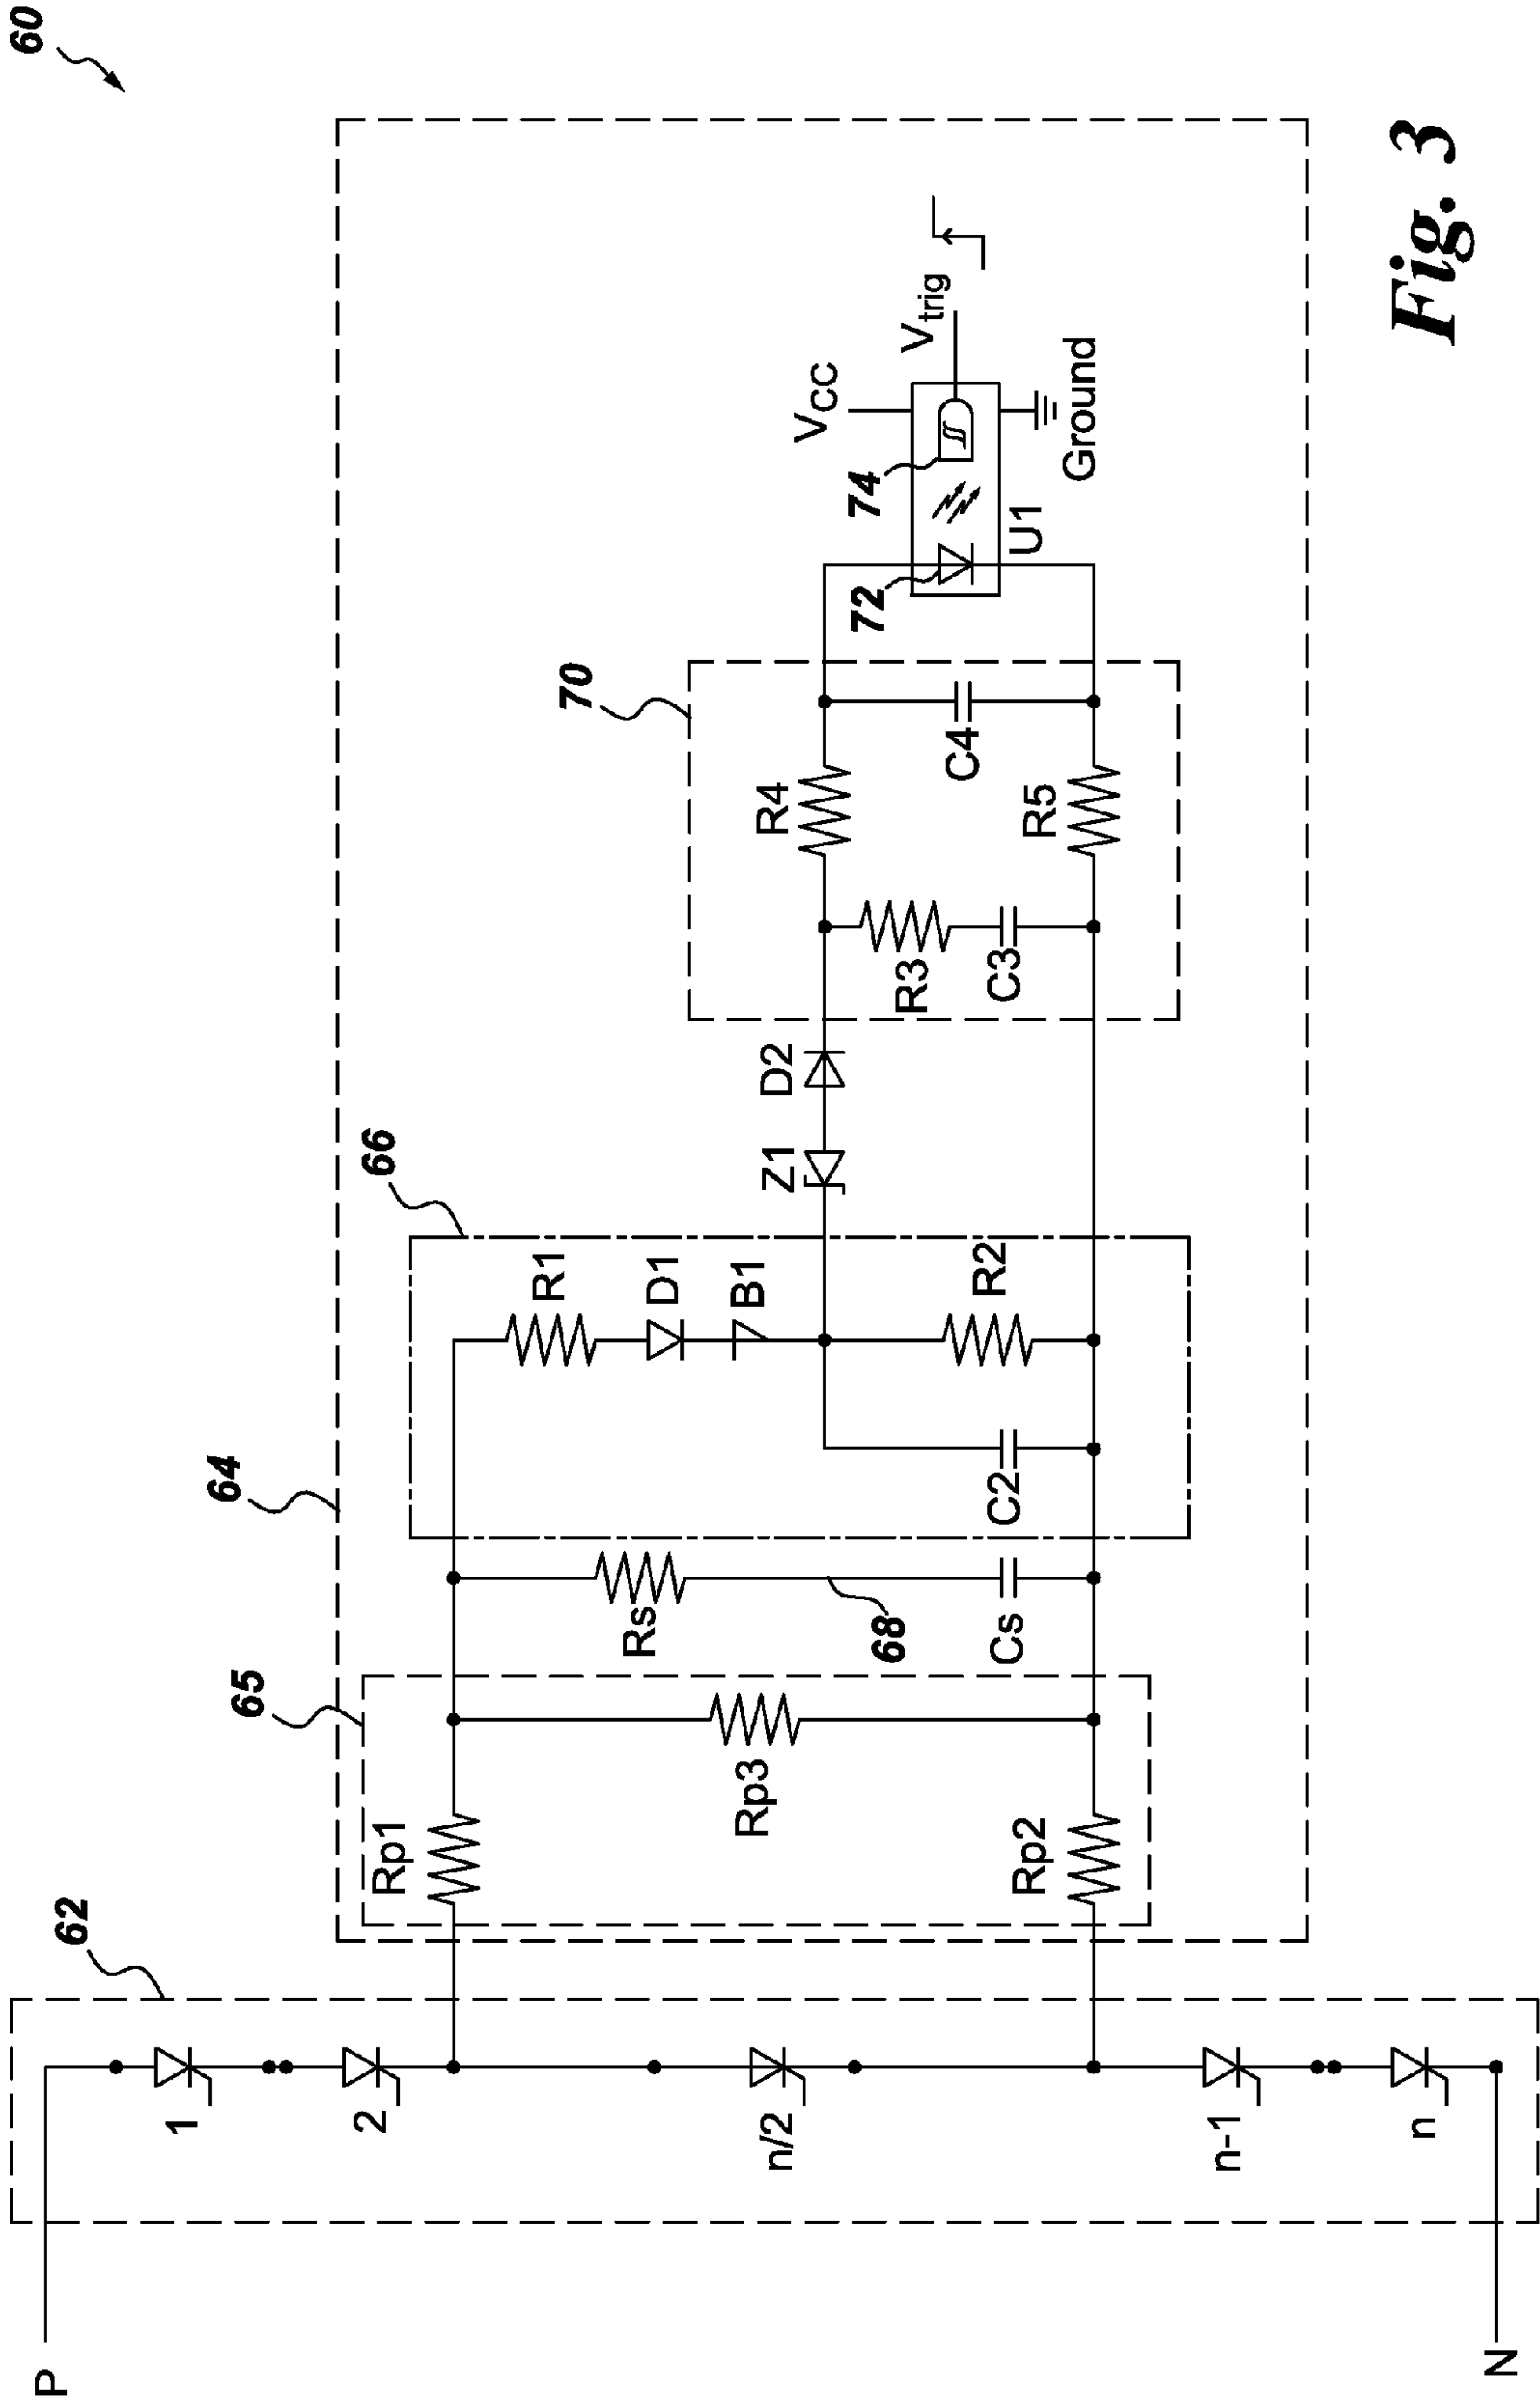 60
62
64
65
66
68
70
P
N
1
2
n/2
n-1
n
Rp1
Rp2
Rp3
Rs
Cs
R1
D1
B1
C2
R2
Z1
D2
R3
C3
R4
R5
C4
72
74
U1
VCC
Vtrig
Ground
Fig. 3